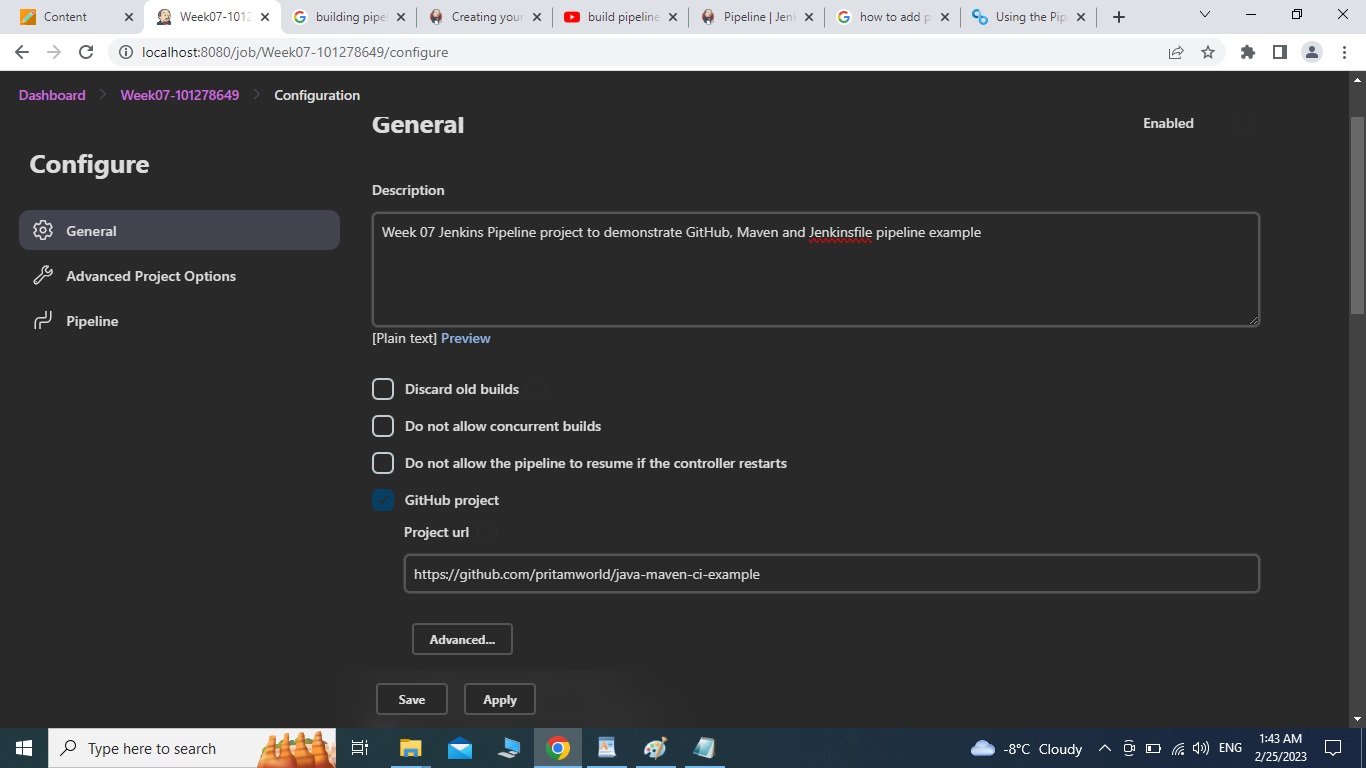 Content
Week07-1012
building pipe
Creating your
build pipeline
Pipeline | Jen
how to add p
Using the Pip
localhost:8080/job/Week07-101278649/configure
Dashboard > Week07-101278649 > Configuration
Configure
General
Advanced Project Options
Pipeline
General
Enabled
Description
Week 07 Jenkins Pipeline project to demonstrate GitHub, Maven and Jenkinsfile pipeline example
[Plain text] Preview
Discard old builds
Do not allow concurrent builds
Do not allow the pipeline to resume if the controller restarts
GitHub project
Project url
https://github.com/pritamworld/java-maven-ci-example
Advanced...
Save
Apply
Type here to search
-8°C Cloudy
ENG
1:43 AM
2/25/2023